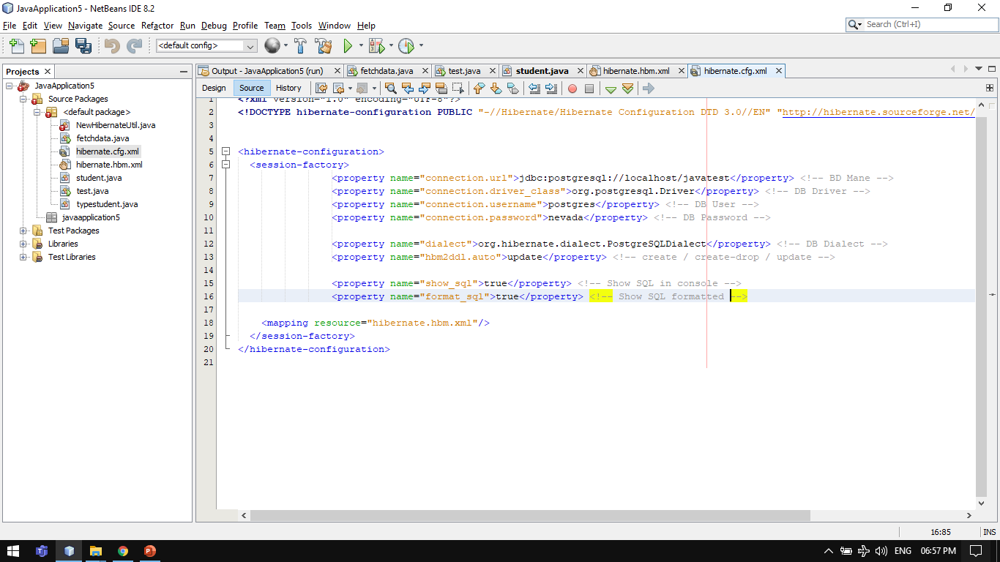 JavaApplication5 - NetBeans IDE 8.2
File Edit View Navigate Source Refactor Run Debug Profile Team Tools Window Help
Search (Ctrl+I)
<default config>
Projects
JavaApplication5
Source Packages
<default package>
NewHibernateUtil.java
fetchdata.java
hibernate.cfg.xml
hibernate.hbm.xml
student.java
test.java
typestudent.java
javaapplication5
Test Packages
Libraries
Test Libraries
Output - JavaApplication5 (run) fetchdata.java test.java student.java hibernate.hbm.xml hibernate.cfg.xml
Design Source History
1 <?xml version="1.0" encoding="UTF-8"?>
2 <!DOCTYPE hibernate-configuration PUBLIC "-//Hibernate/Hibernate Configuration DTD 3.0//EN" "http://hibernate.sourceforge.net/
3
4
5 <hibernate-configuration>
6 <session-factory>
7 <property name="connection.url">jdbc:postgresql://localhost/javatest</property> <!-- BD Mane -->
8 <property name="connection.driver_class">org.postgresql.Driver</property> <!-- DB Driver -->
9 <property name="connection.username">postgres</property> <!-- DB User -->
10 <property name="connection.password">nevada</property> <!-- DB Password -->
11
12 <property name="dialect">org.hibernate.dialect.PostgreSQLDialect</property> <!-- DB Dialect -->
13 <property name="hbm2ddl.auto">update</property> <!-- create / create-drop / update -->
14
15 <property name="show_sql">true</property> <!-- Show SQL in console -->
16 <property name="format_sql">true</property> <!-- Show SQL formatted -->
17
18 <mapping resource="hibernate.hbm.xml"/>
19 </session-factory>
20 </hibernate-configuration>
21
16:85 INS
ENG 06:57 PM